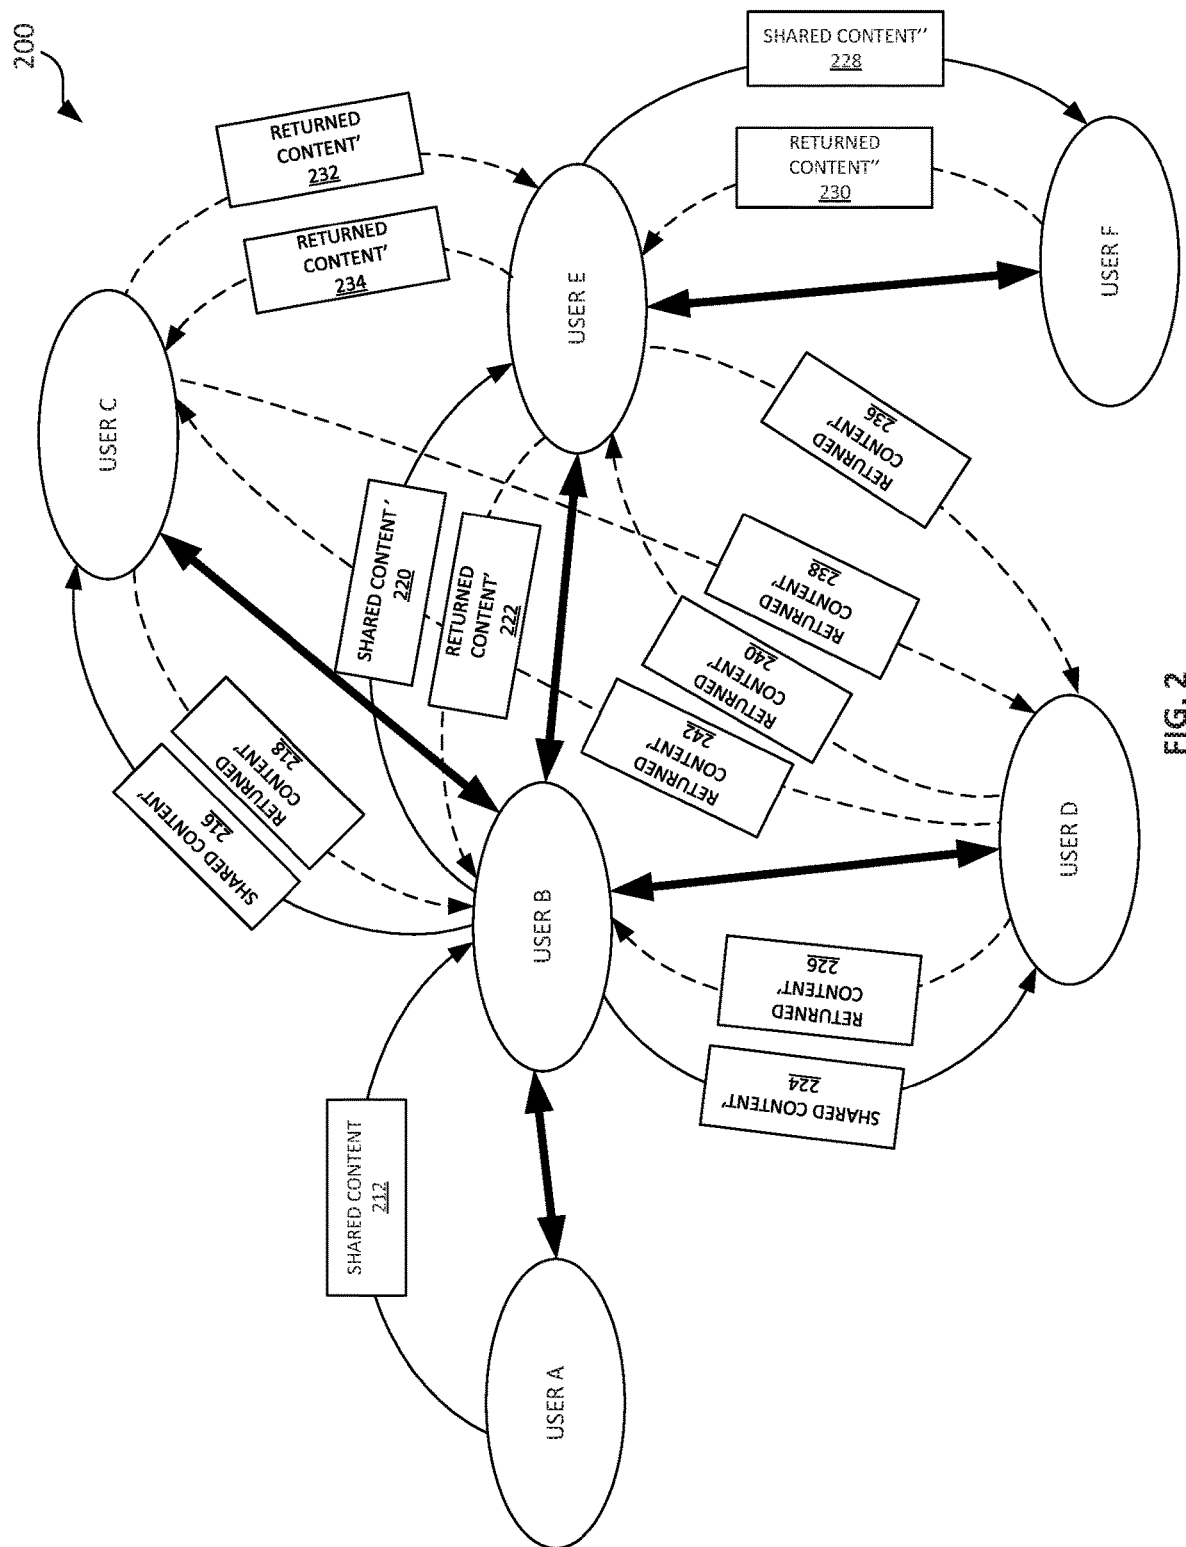 200
SHARED CONTENT''
228
RETURNED
CONTENT'
232
RETURNED
CONTENT''
230
RETURNED
CONTENT'
234
USER C
USER E
USER F
SHARED CONTENT'
220
RETURNED
CONTENT'
222
RETURNED
CONTENT'
236
RETURNED
CONTENT'
238
RETURNED
CONTENT'
240
RETURNED
CONTENT'
242
RETURNED
CONTENT'
218
SHARED CONTENT'
216
USER B
USER D
RETURNED
CONTENT'
226
SHARED CONTENT'
224
SHARED CONTENT
212
USER A
FIG. 2